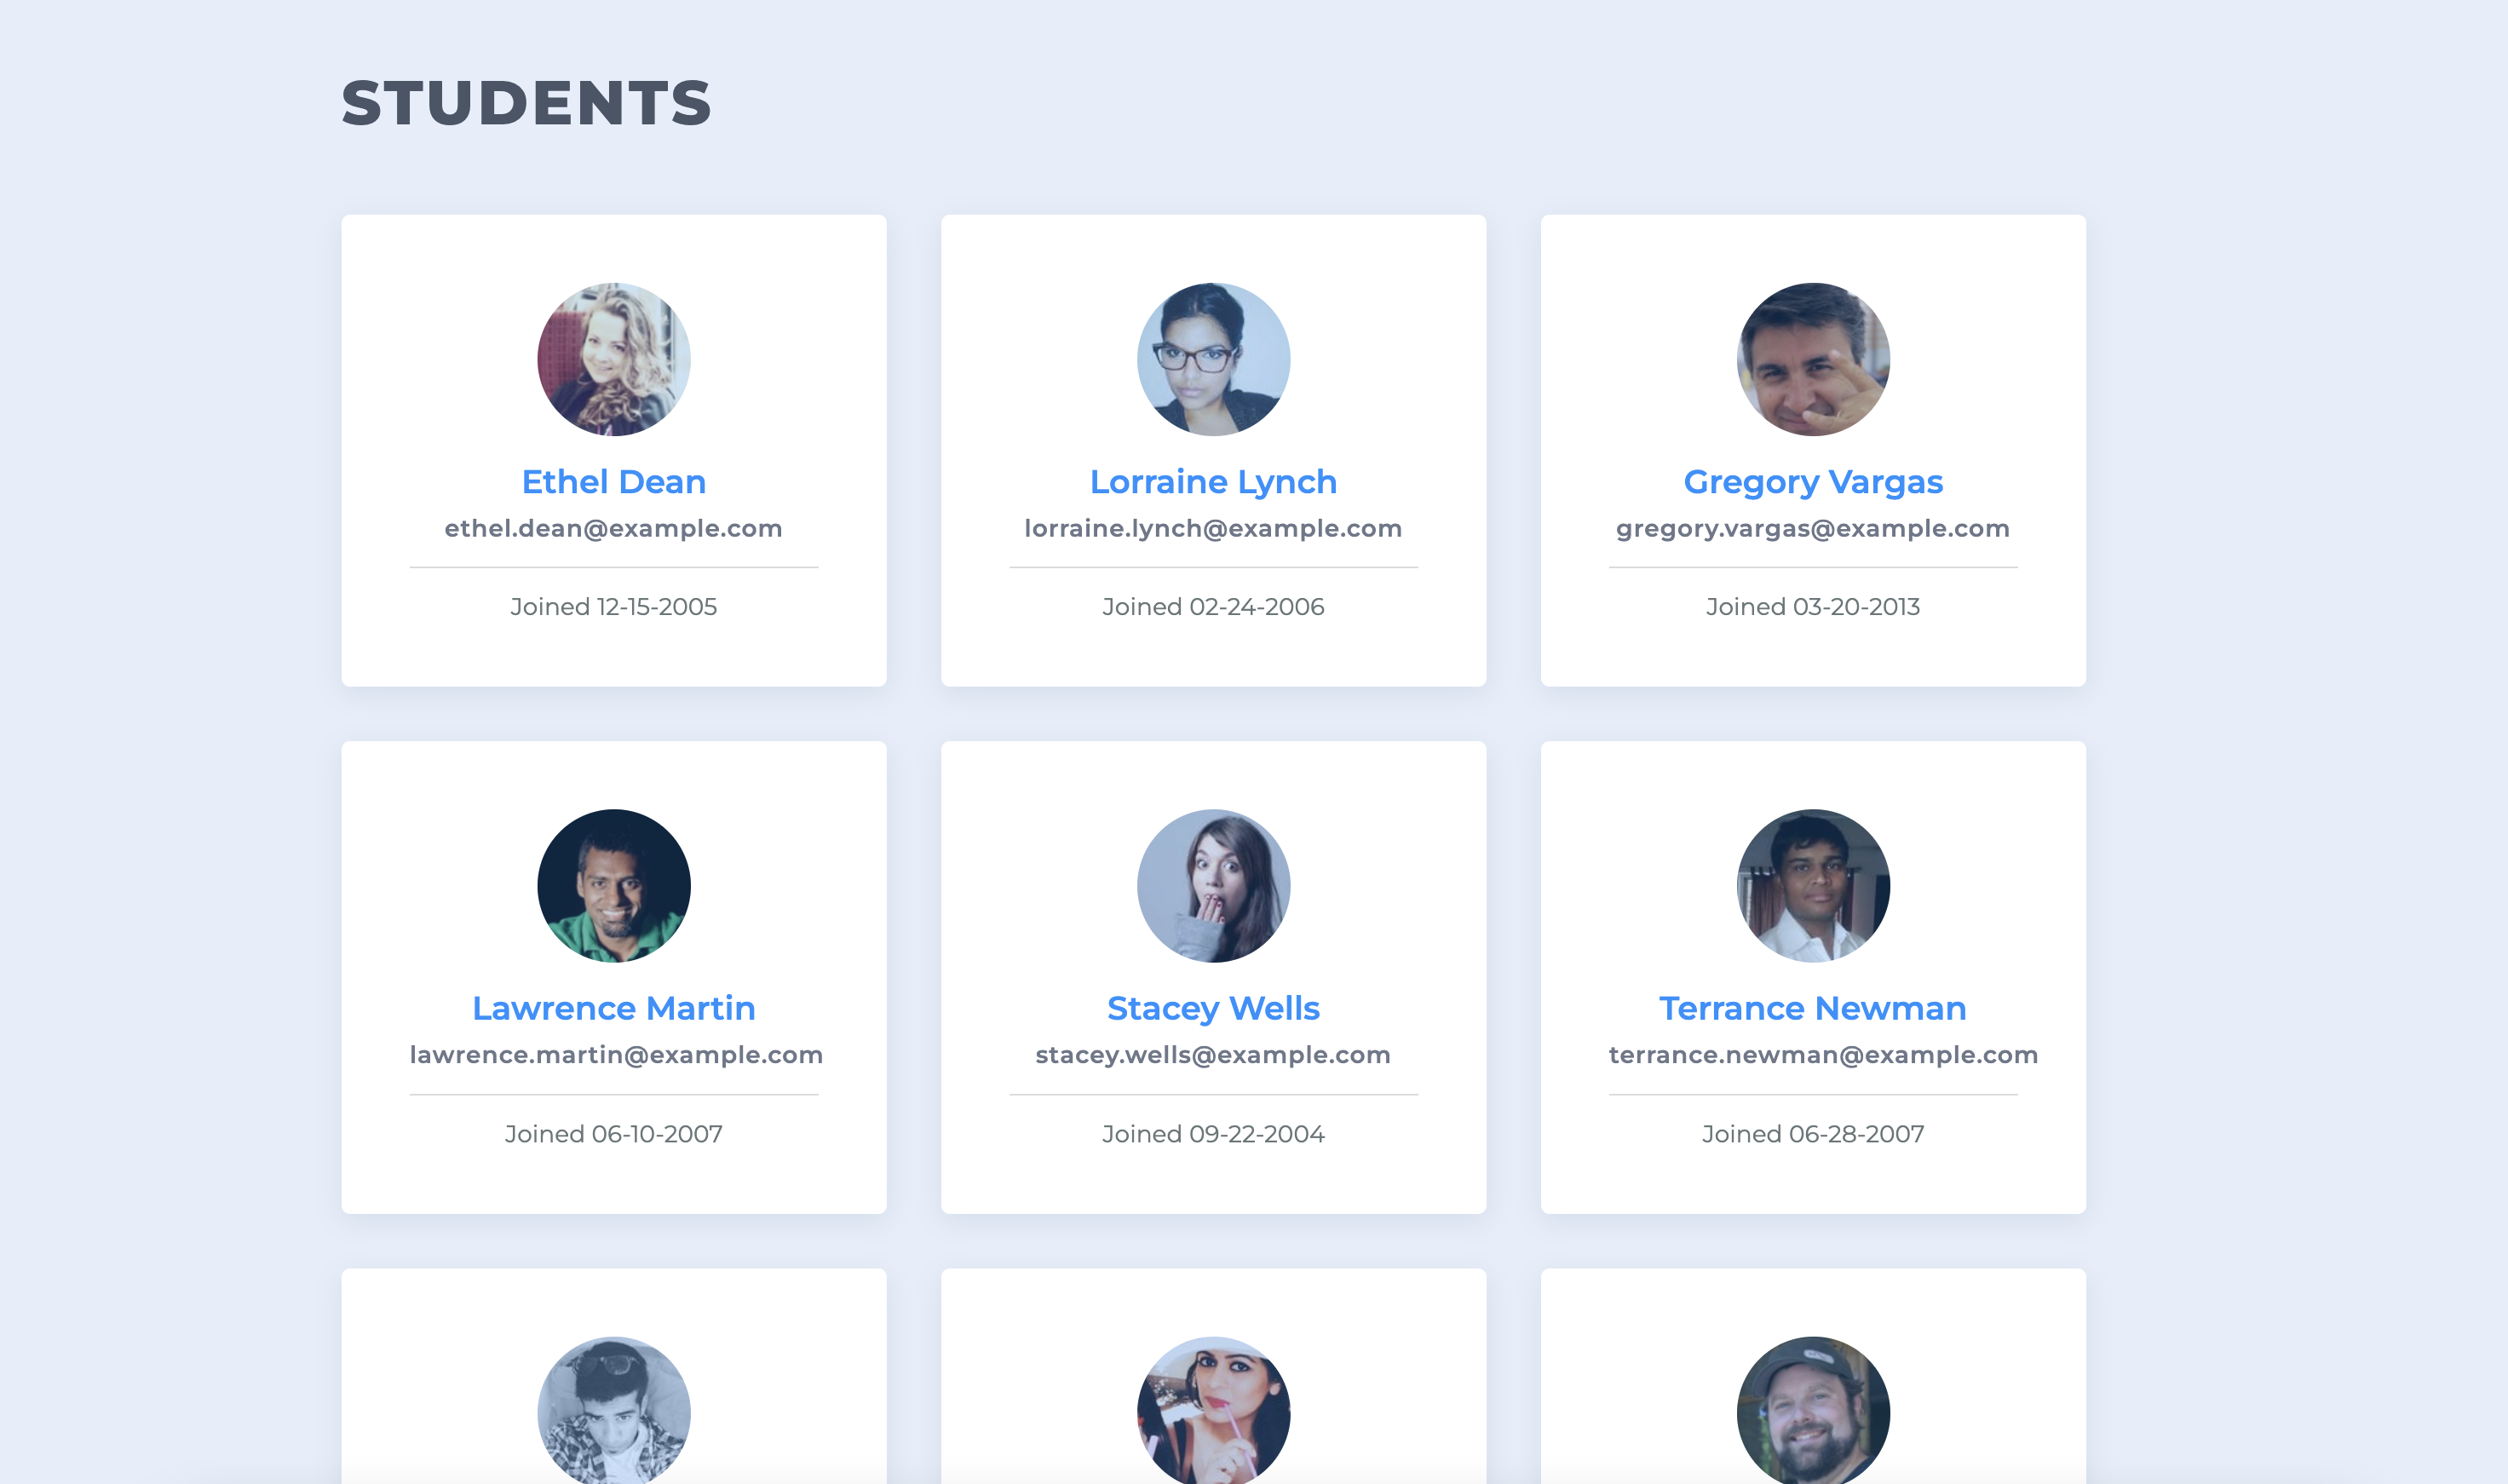 STUDENTS
Ethel Dean
ethel.dean@example.com
Joined 12-15-2005
Lorraine Lynch
lorraine.lynch@example.com
Joined 02-24-2006
Gregory Vargas
gregory.vargas@example.com
Joined 03-20-2013
Lawrence Martin
lawrence.martin@example.com
Joined 06-10-2007
Stacey Wells
stacey.wells@example.com
Joined 09-22-2004
Terrance Newman
terrance.newman@example.com
Joined 06-28-2007